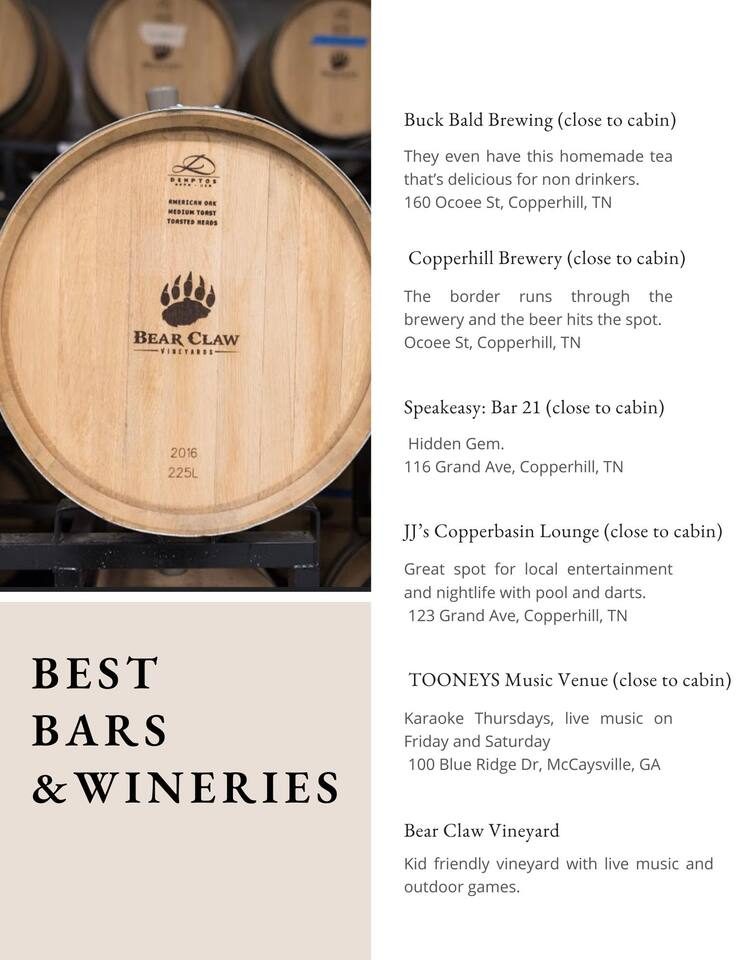 DEMPTOS
AMERICAN OAK
MEDIUM TOAST
TOASTED HEADS
BEAR CLAW
VINEYARDS
2016
225L
BEST
BARS
&WINERIES
Buck Bald Brewing (close to cabin)
They even have this homemade tea
that’s delicious for non drinkers.
160 Ocoee St, Copperhill, TN
Copperhill Brewery (close to cabin)
The border runs through the
brewery and the beer hits the spot.
Ocoee St, Copperhill, TN
Speakeasy: Bar 21 (close to cabin)
Hidden Gem.
116 Grand Ave, Copperhill, TN
JJ’s Copperbasin Lounge (close to cabin)
Great spot for local entertainment
and nightlife with pool and darts.
123 Grand Ave, Copperhill, TN
TOONEYS Music Venue (close to cabin)
Karaoke Thursdays, live music on
Friday and Saturday
100 Blue Ridge Dr, McCaysville, GA
Bear Claw Vineyard
Kid friendly vineyard with live music and
outdoor games.